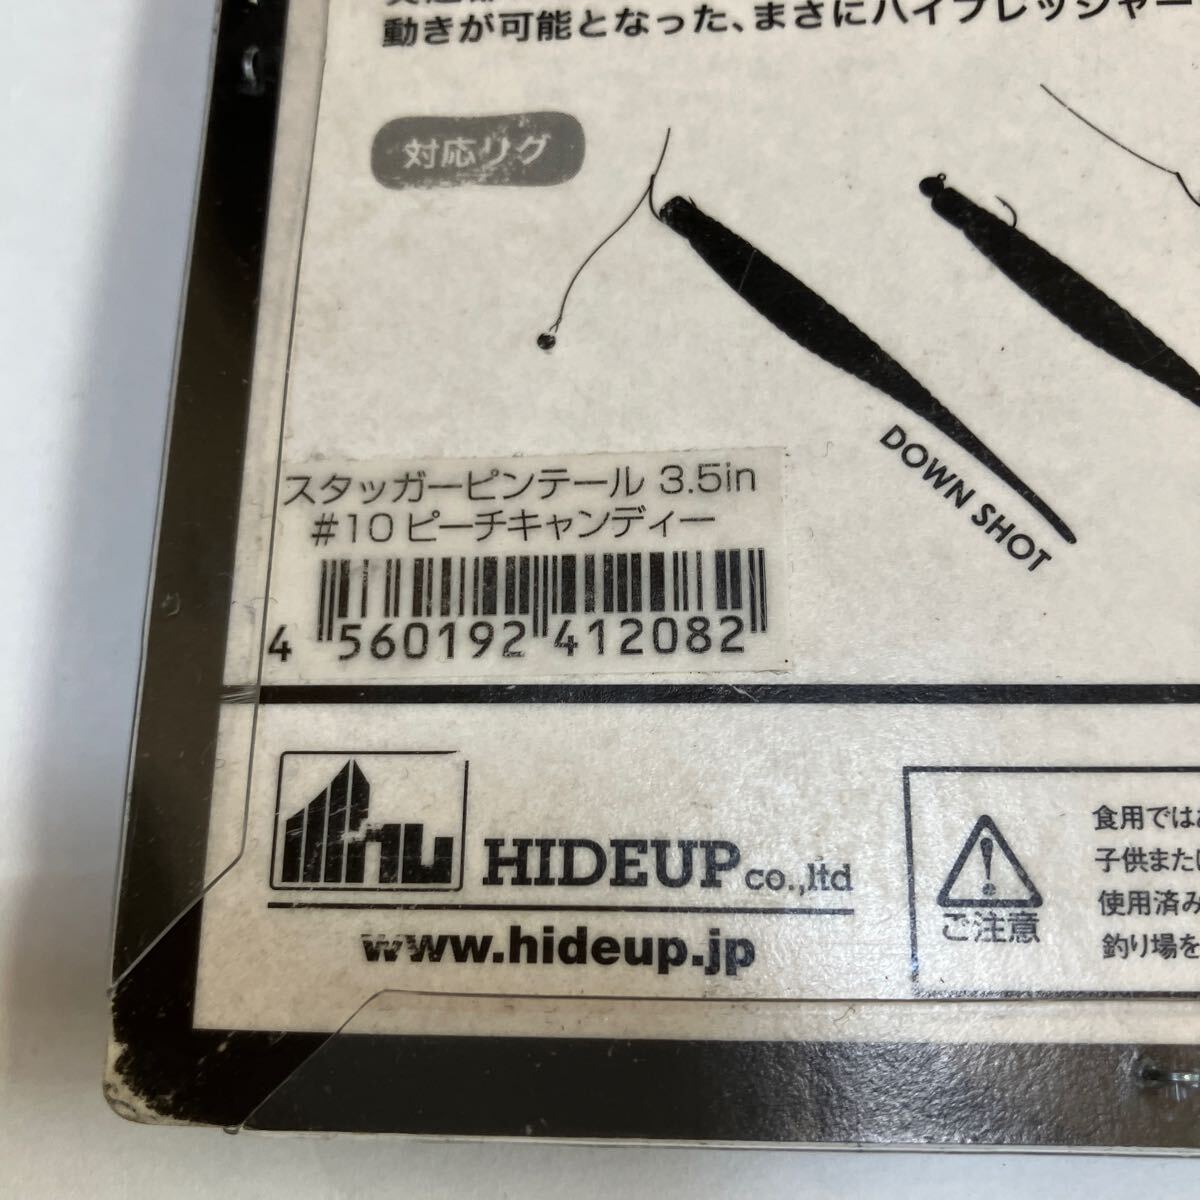 動きが可能となった、まさにハイプレッシャー
対応リグ
DOWN SHOT
スタッガーピンテール 3.5in
#10 ピーチキャンディー
4 560192 412082
HIDEUP co.,ltd
www.hideup.jp
ご注意
食用ではあ
子供また
使用済み
釣り場を